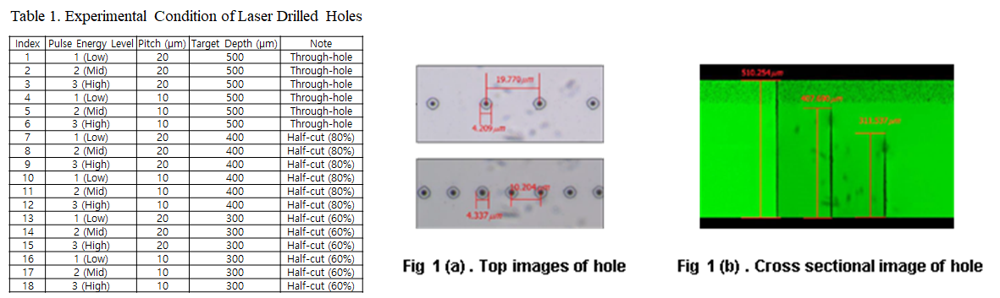 Table 1. Experimental Condition of Laser Drilled Holes
Index Pulse Energy Level Pitch (μm) Target Depth (μm) Note
1 1 (Low) 20 500 Through-hole
2 2 (Mid) 20 500 Through-hole
3 3 (High) 20 500 Through-hole
4 1 (Low) 10 500 Through-hole
5 2 (Mid) 10 500 Through-hole
6 3 (High) 10 500 Through-hole
7 1 (Low) 20 400 Half-cut (80%)
8 2 (Mid) 20 400 Half-cut (80%)
9 3 (High) 20 400 Half-cut (80%)
10 1 (Low) 10 400 Half-cut (80%)
11 2 (Mid) 10 400 Half-cut (80%)
12 3 (High) 10 400 Half-cut (80%)
13 1 (Low) 20 300 Half-cut (60%)
14 2 (Mid) 20 300 Half-cut (60%)
15 3 (High) 20 300 Half-cut (60%)
16 1 (Low) 10 300 Half-cut (60%)
17 2 (Mid) 10 300 Half-cut (60%)
18 3 (High) 10 300 Half-cut (60%)
19.770μm
4.209μm
10.204μm
4.337μm
Fig 1 (a) . Top images of hole
510.254μm
Fig 1 (b) . Cross sectional image of hole